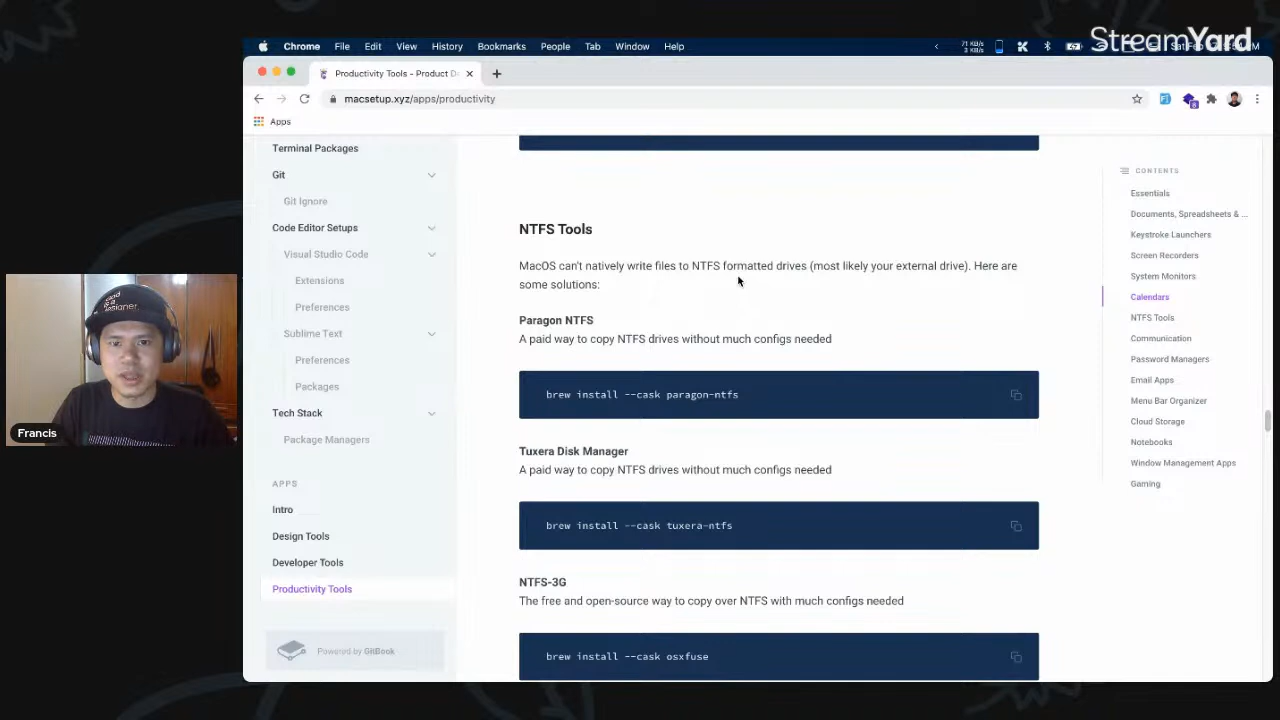 StreamYard
Chrome File Edit View History Bookmarks People Tab Window Help
71 KB/s
3 KB/s
Productivity Tools - Product D
macsetup.xyz/apps/productivity
Apps
Terminal Packages
Git
Git Ignore
Code Editor Setups
Visual Studio Code
Extensions
Preferences
Sublime Text
Preferences
Packages
Tech Stack
Package Managers
APPS
Intro
Design Tools
Developer Tools
Productivity Tools
Powered by GitBook
NTFS Tools
MacOS can't natively write files to NTFS formatted drives (most likely your external drive). Here are
some solutions:
Paragon NTFS
A paid way to copy NTFS drives without much configs needed
brew install --cask paragon-ntfs
Tuxera Disk Manager
A paid way to copy NTFS drives without much configs needed
brew install --cask tuxera-ntfs
NTFS-3G
The free and open-source way to copy over NTFS with much configs needed
brew install --cask osxfuse
CONTENTS
Essentials
Documents, Spreadsheets & ...
Keystroke Launchers
Screen Recorders
System Monitors
Calendars
NTFS Tools
Communication
Password Managers
Email Apps
Menu Bar Organizer
Cloud Storage
Notebooks
Window Management Apps
Gaming
designer.
Francis